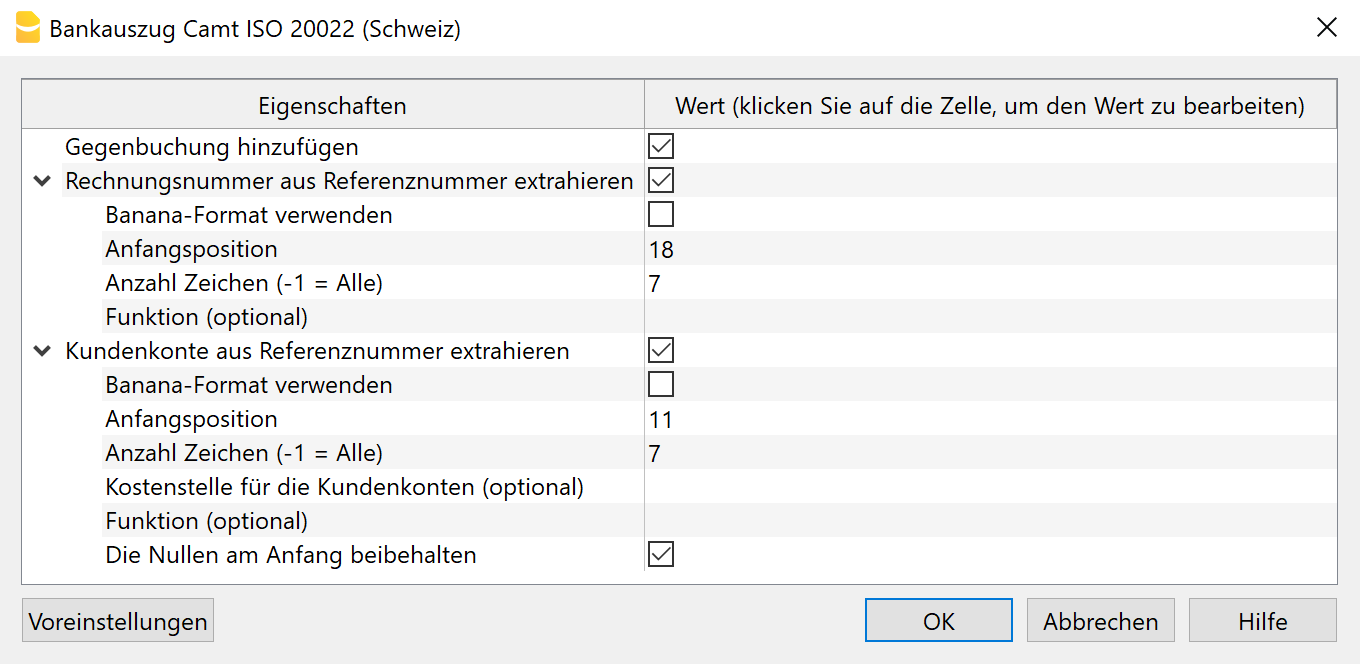 Bankauszug Camt ISO 20022 (Schweiz)
Eigenschaften Wert (klicken Sie auf die Zelle, um den Wert zu bearbeiten)
Gegenbuchung hinzufügen
Rechnungsnummer aus Referenznummer extrahieren
Banana-Format verwenden
Anfangsposition 18
Anzahl Zeichen (-1 = Alle) 7
Funktion (optional)
Kundenkonte aus Referenznummer extrahieren
Banana-Format verwenden
Anfangsposition 11
Anzahl Zeichen (-1 = Alle) 7
Kostenstelle für die Kundenkonten (optional)
Funktion (optional)
Die Nullen am Anfang beibehalten
Voreinstellungen OK Abbrechen Hilfe